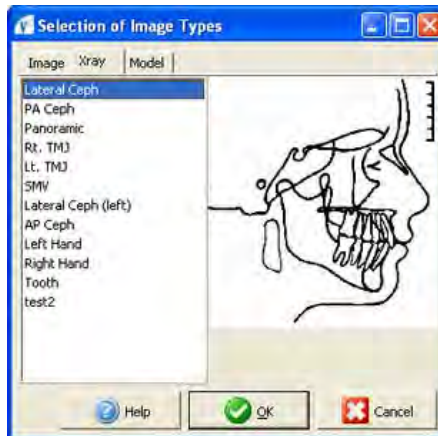 Selection of Image Types
Image Xray Model
Lateral Ceph
PA Ceph
Panoramic
Rt. TMJ
Lt. TMJ
SMV
Lateral Ceph (left)
AP Ceph
Left Hand
Right Hand
Tooth
test2
Help OK Cancel